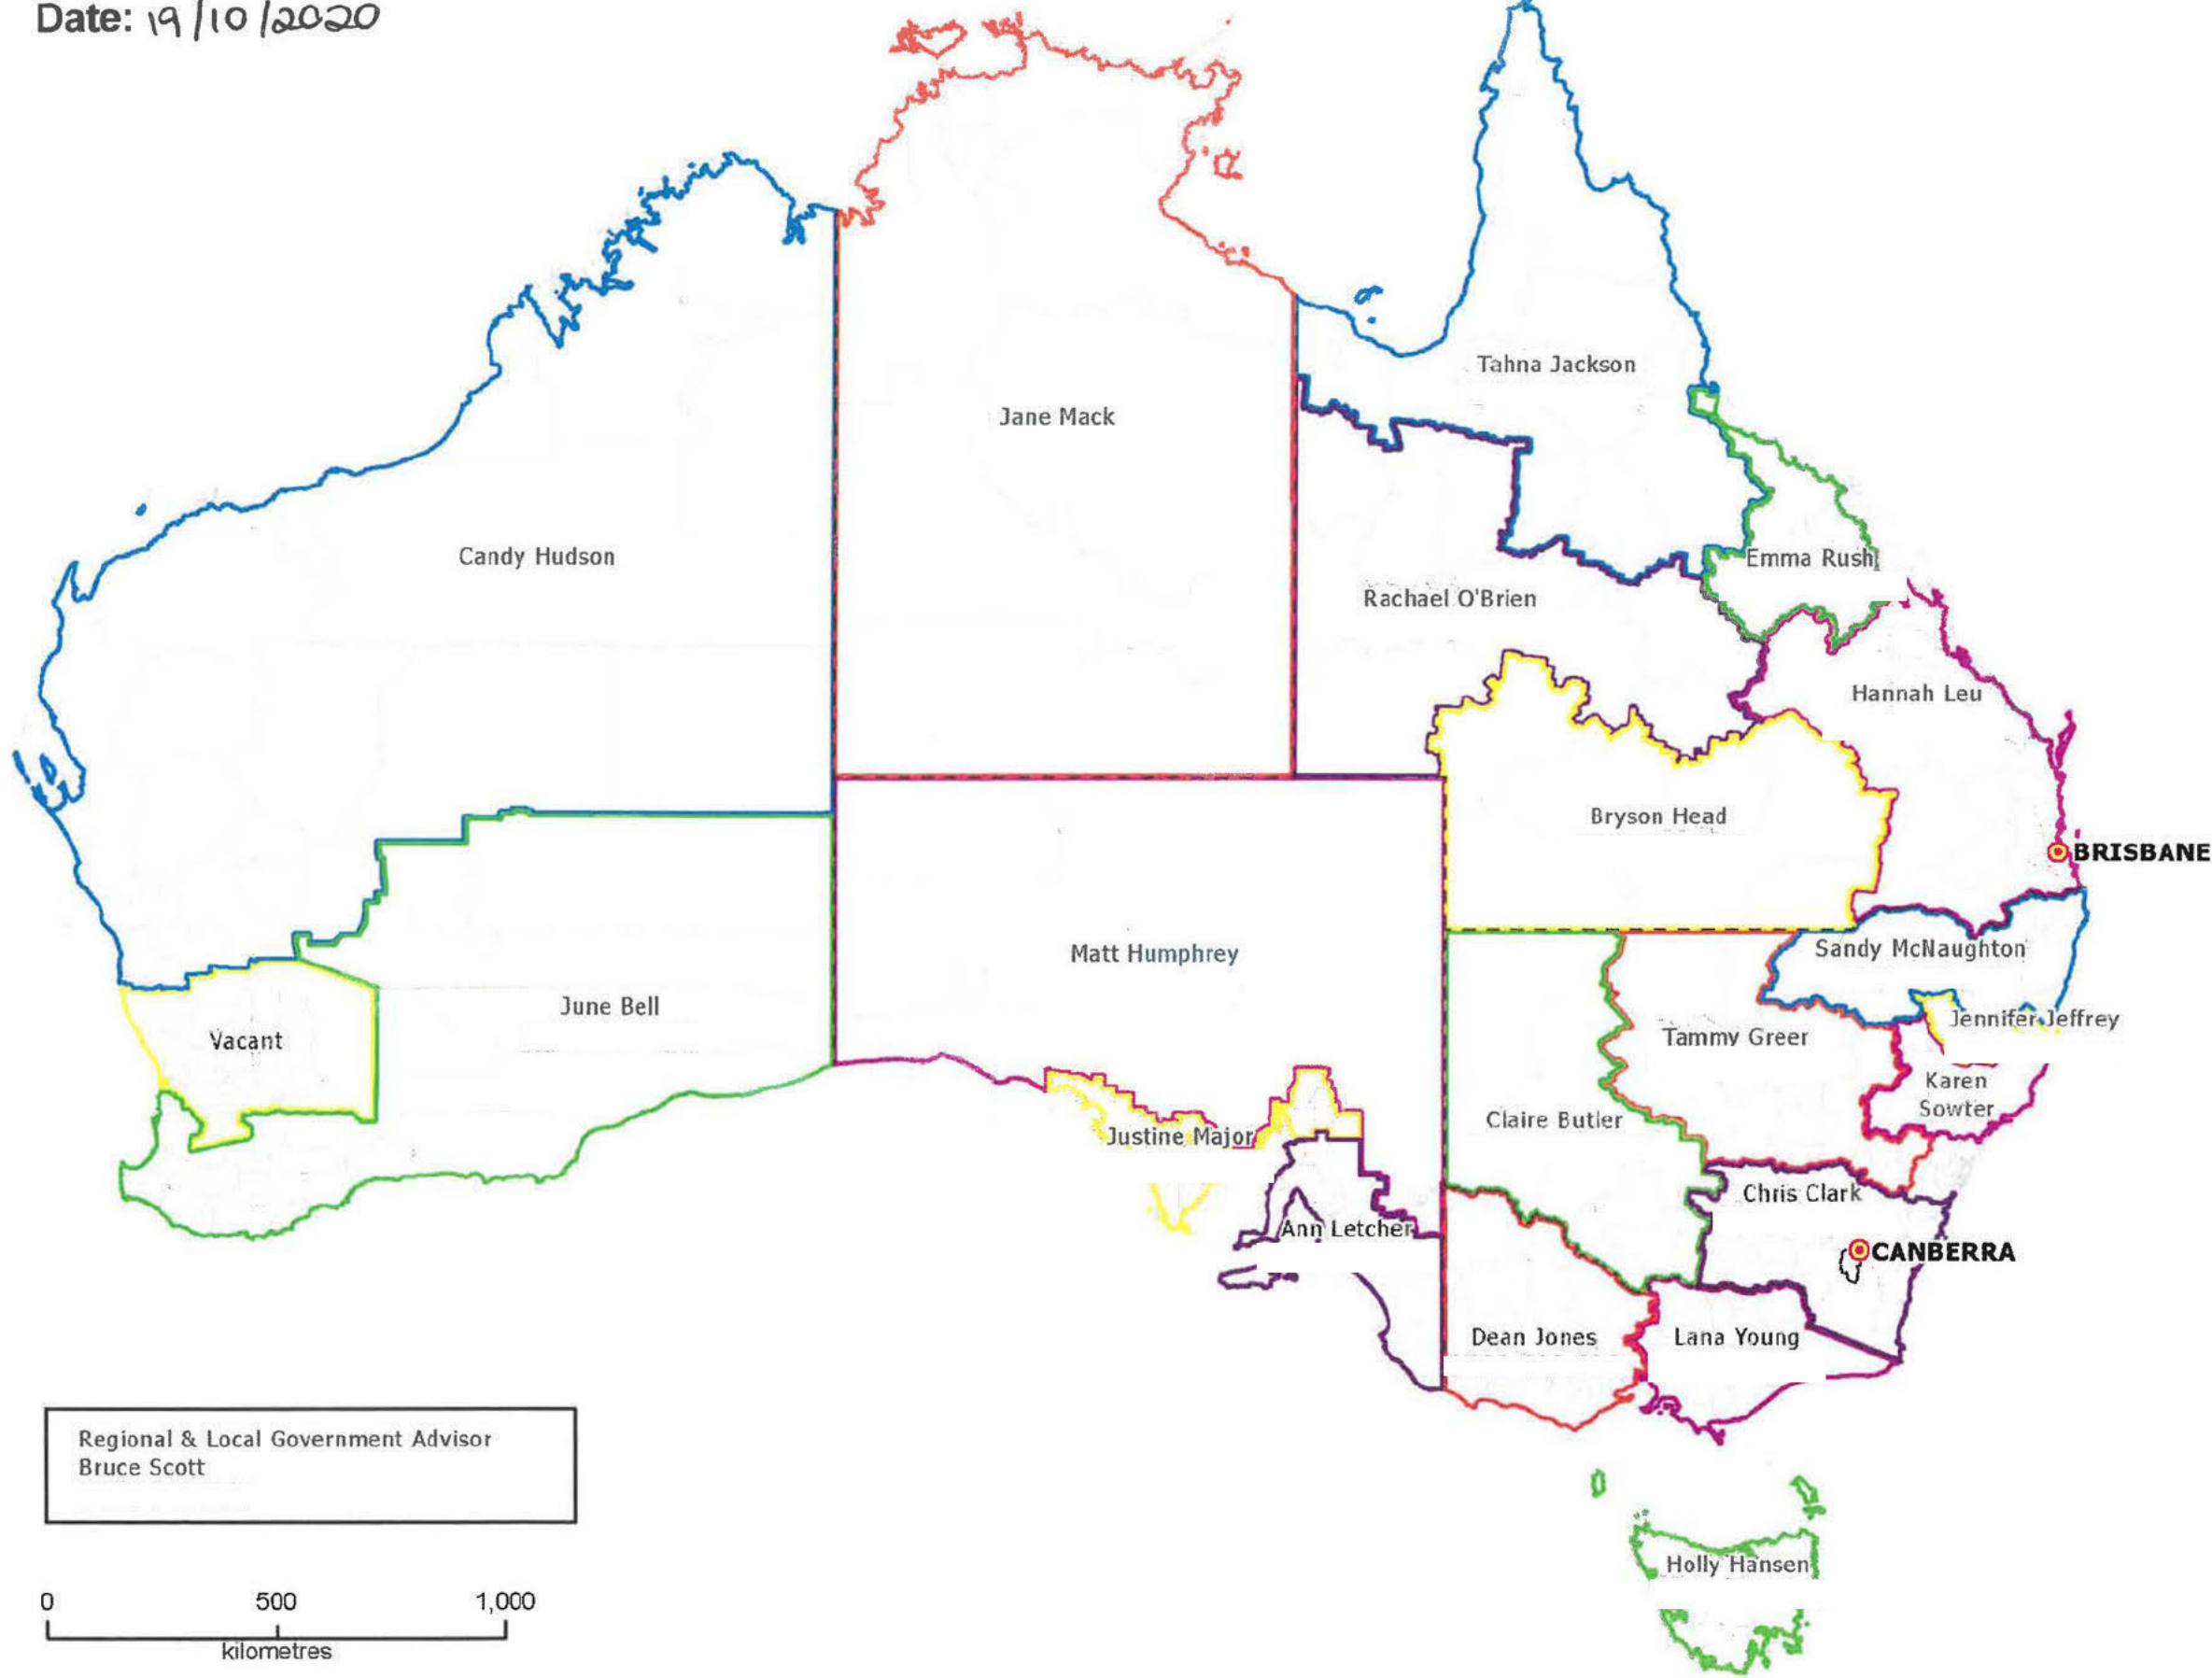 Date: 19/10/2020
Tahna Jackson
Jane Mack
Candy Hudson
Emma Rush
Rachael O'Brien
Hannah Leu
Bryson Head
BRISBANE
Matt Humphrey
Sandy McNaughton
June Bell
Jennifer Jeffrey
Vacant
Tammy Greer
Karen
Sowter
Claire Butler
Justine Major
Chris Clark
Ann Letcher
CANBERRA
Dean Jones
Lana Young
Regional & Local Government Advisor
Bruce Scott
Holly Hansen
0 500 1,000
kilometres